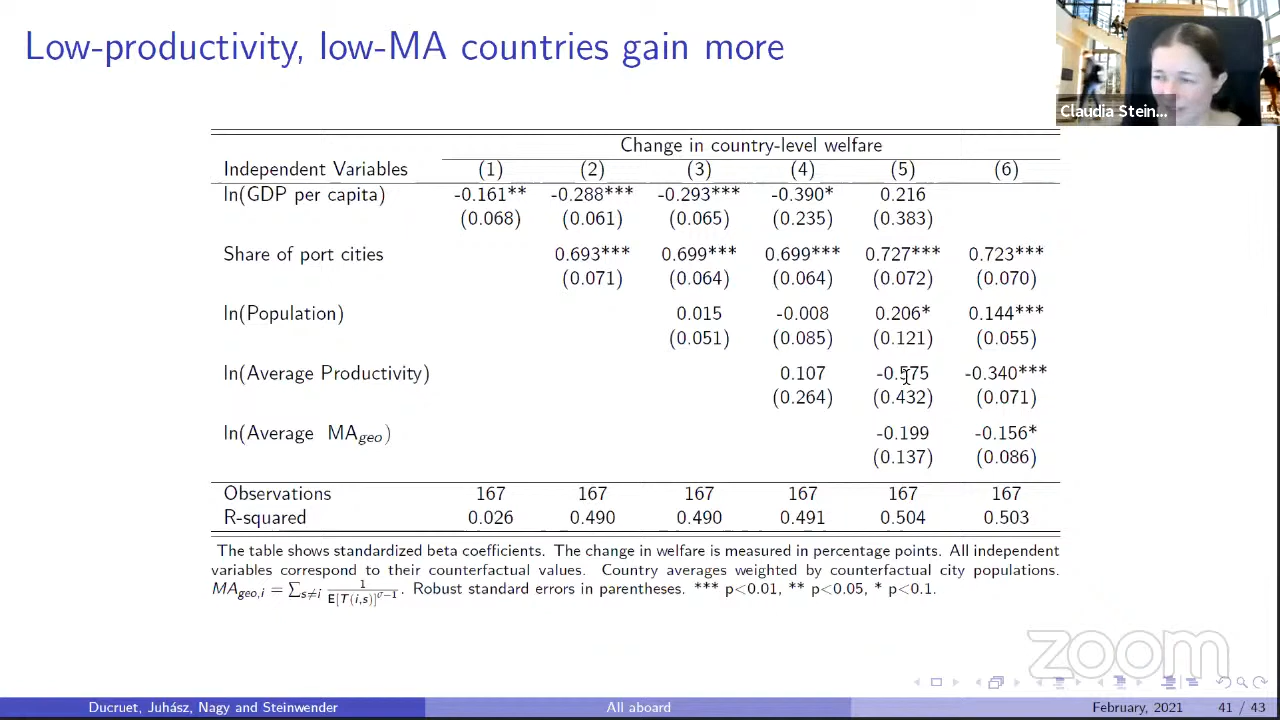 Low-productivity, low-MA countries gain more
Claudia Stein...
Change in country-level welfare
Independent Variables (1) (2) (3) (4) (5) (6)
ln(GDP per capita) -0.161** -0.288*** -0.293*** -0.390* 0.216
(0.068) (0.061) (0.065) (0.235) (0.383)
Share of port cities 0.693*** 0.699*** 0.699*** 0.727*** 0.723***
(0.071) (0.064) (0.064) (0.072) (0.070)
ln(Population) 0.015 -0.008 0.206* 0.144***
(0.051) (0.085) (0.121) (0.055)
ln(Average Productivity) 0.107 -0.575 -0.340***
(0.264) (0.432) (0.071)
ln(Average MA_geo) -0.199 -0.156*
(0.137) (0.086)
Observations 167 167 167 167 167 167
R-squared 0.026 0.490 0.490 0.491 0.504 0.503
The table shows standardized beta coefficients. The change in welfare is measured in percentage points. All independent
variables correspond to their counterfactual values. Country averages weighted by counterfactual city populations.
MA_geo,i = ∑_s≠i 1/E[T(i,s)]^σ−1. Robust standard errors in parentheses. *** p<0.01, ** p<0.05, * p<0.1.
zoom
Ducruet, Juhász, Nagy and Steinwender All aboard February, 2021 41 / 43